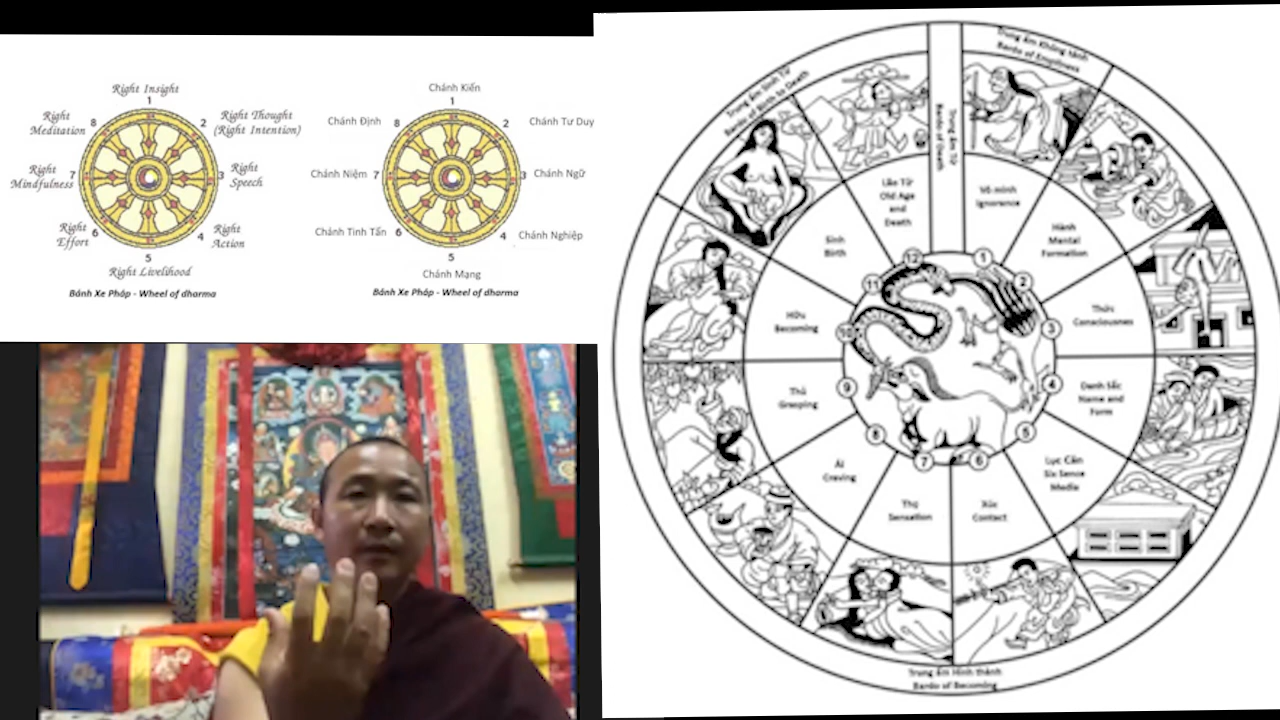 Right Insight
1
Right Thought
(Right Intention)
2
Right
Speech
3
Right
Action
4
5
Right Livelihood
Right
Effort
6
Right
Mindfulness
7
Right
Meditation
8
Bánh Xe Pháp - Wheel of dharma
Chánh Kiến
1
Chánh Tư Duy
2
Chánh Ngữ
3
Chánh Nghiệp
4
5
Chánh Mạng
Chánh Tinh Tấn
6
Chánh Niệm
7
Chánh Định
8
Bánh Xe Pháp - Wheel of dharma
Bardo of Birth to Death
Trung ấm Không tánh
Bardo of Emptiness
Trung ấm Tử
Bardo of Death
Vô minh
Ignorance
1
Hành
Mental
Formation
2
Thức
Consciousness
3
Danh Sắc
Name and
Form
4
Lục Căn
Six Sence
Media
5
Xúc
Contact
6
Thọ
Sensation
7
Ái
Craving
8
Thủ
Grasping
9
Hữu
Becoming
10
Sinh
Birth
11
Lão Tử
Old Age
and
Death
12
Trung ấm Hình thành
Bardo of Becoming